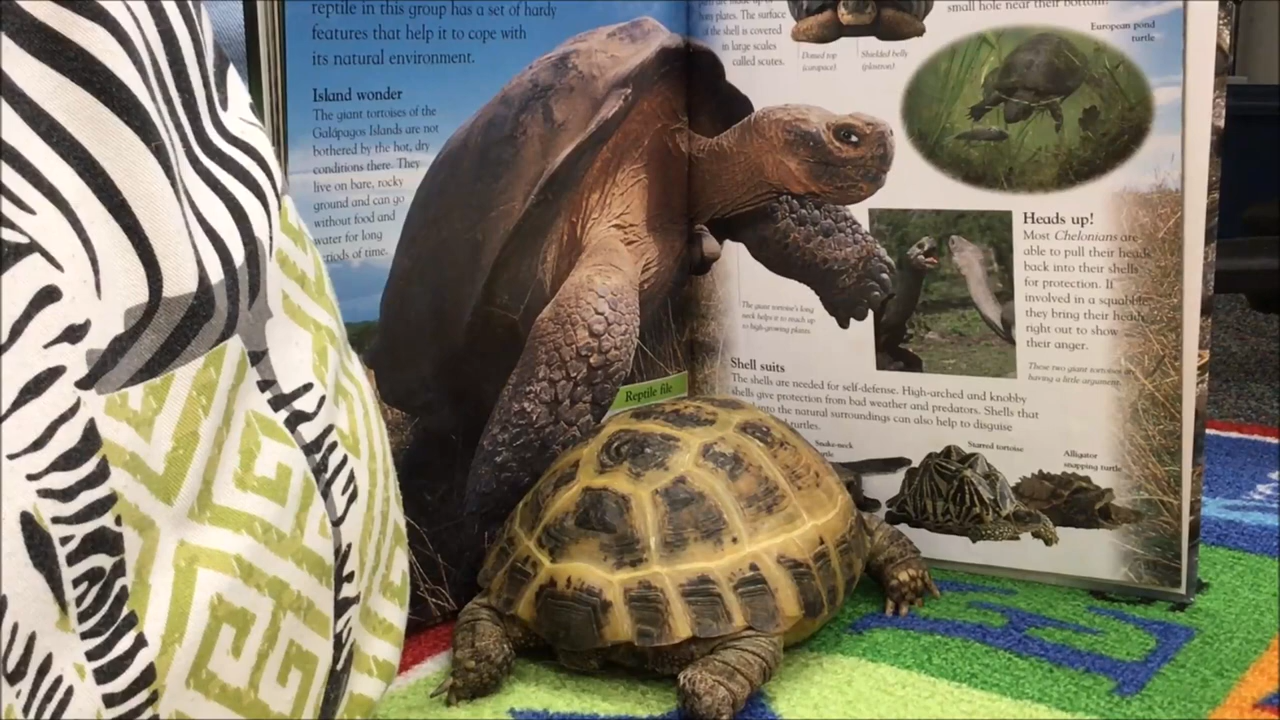 reptile in this group has a set of hardy
features that help it to cope with
its natural environment.
Island wonder
The giant tortoises of the
Galápagos Islands are not
bothered by the hot, dry
conditions there. They
live on bare, rocky
ground and can go
without food and
water for long
riods of time.
bony plates. The surface
of the shell is covered
in large scales
called scutes.
Domed top
(carapace)
Shielded belly
(plastron)
small hole near their bottom!
European pond
turtle
Heads up!
Most Chelonians are
able to pull their heads
back into their shells
for protection. If
involved in a squabble,
they bring their heads
right out to show
their anger.
These two giant tortoises are
having a little argument.
The giant tortoise's long
neck helps it to reach up
to high-growing plants.
Shell suits
The shells are needed for self-defense. High-arched and knobby
shells give protection from bad weather and predators. Shells that
into the natural surroundings can also help to disguise
turtles.
Reptile file
Snake-neck
Starred tortoise
Alligator
snapping turtle